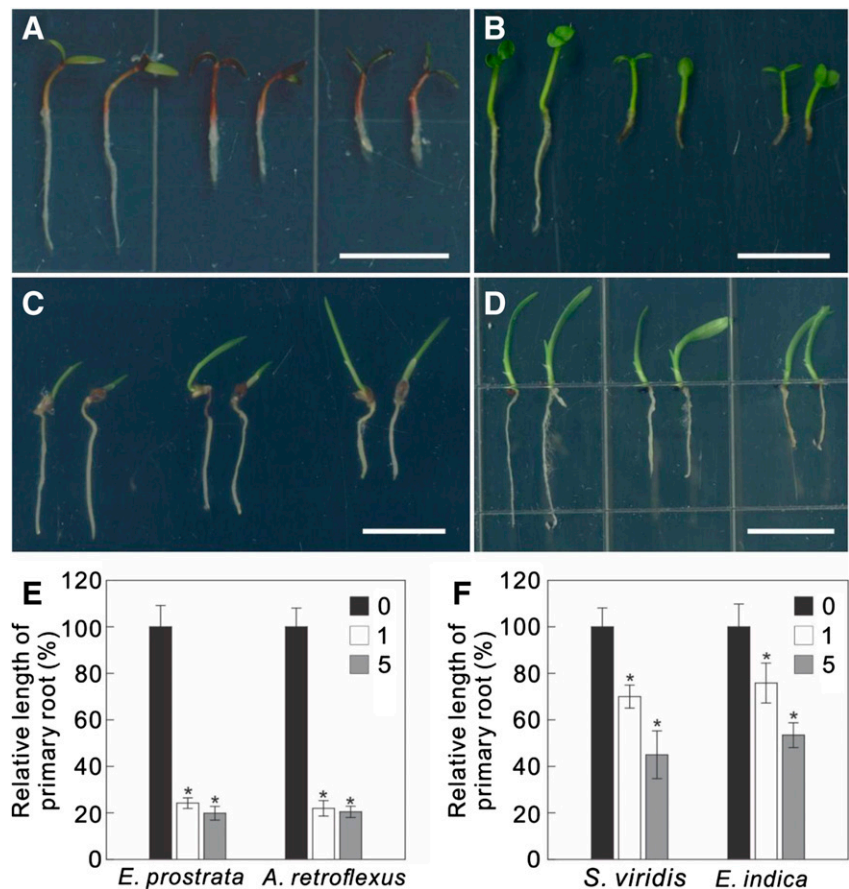 A
B
C
D
E
Relative length of
primary root (%)
120
100
80
60
40
20
0
0
1
5
*
*
*
*
E. prostrata
A. retroflexus
F
Relative length of
primary root (%)
120
100
80
60
40
20
0
0
1
5
*
*
*
*
S. viridis
E. indica